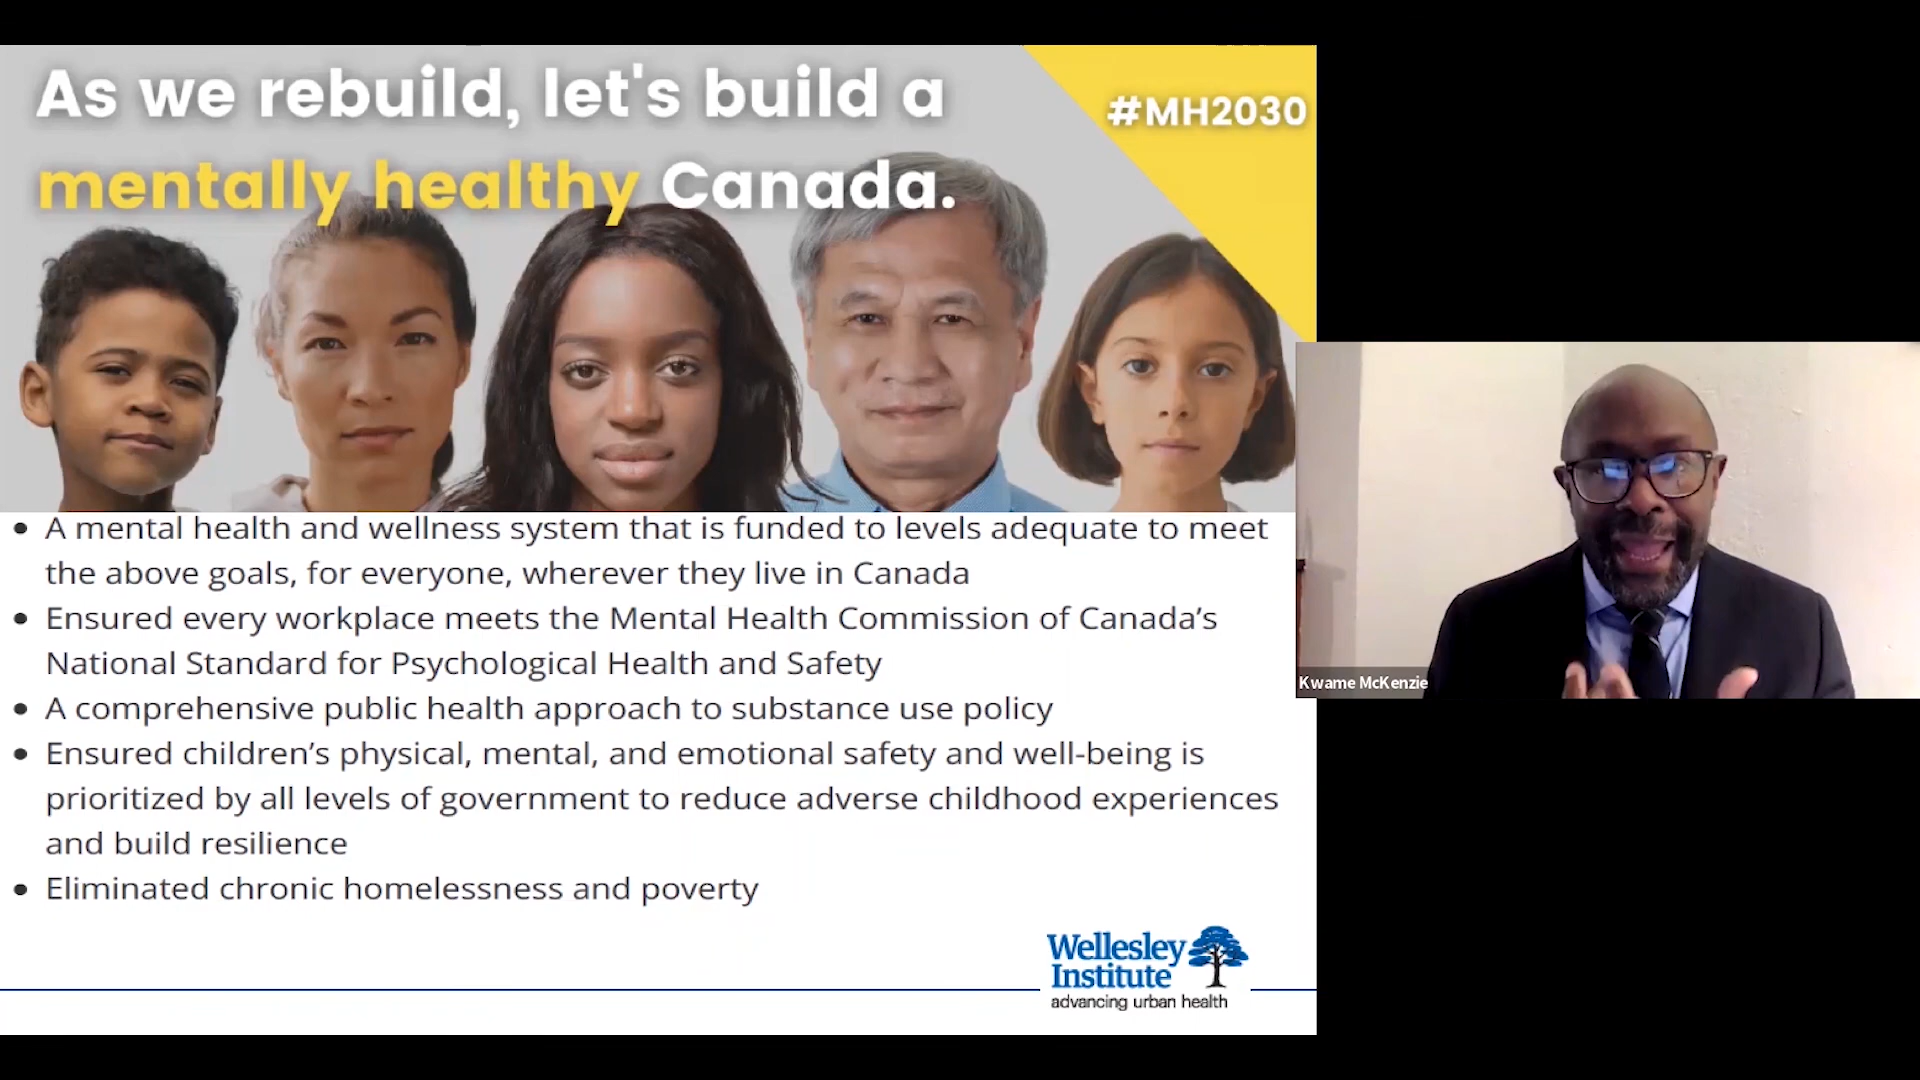 As we rebuild, let's build a
mentally healthy Canada.
#MH2030
• A mental health and wellness system that is funded to levels adequate to meet
the above goals, for everyone, wherever they live in Canada
• Ensured every workplace meets the Mental Health Commission of Canada’s
National Standard for Psychological Health and Safety
• A comprehensive public health approach to substance use policy
• Ensured children’s physical, mental, and emotional safety and well-being is
prioritized by all levels of government to reduce adverse childhood experiences
and build resilience
• Eliminated chronic homelessness and poverty
Wellesley
Institute
advancing urban health
Kwame McKenzie